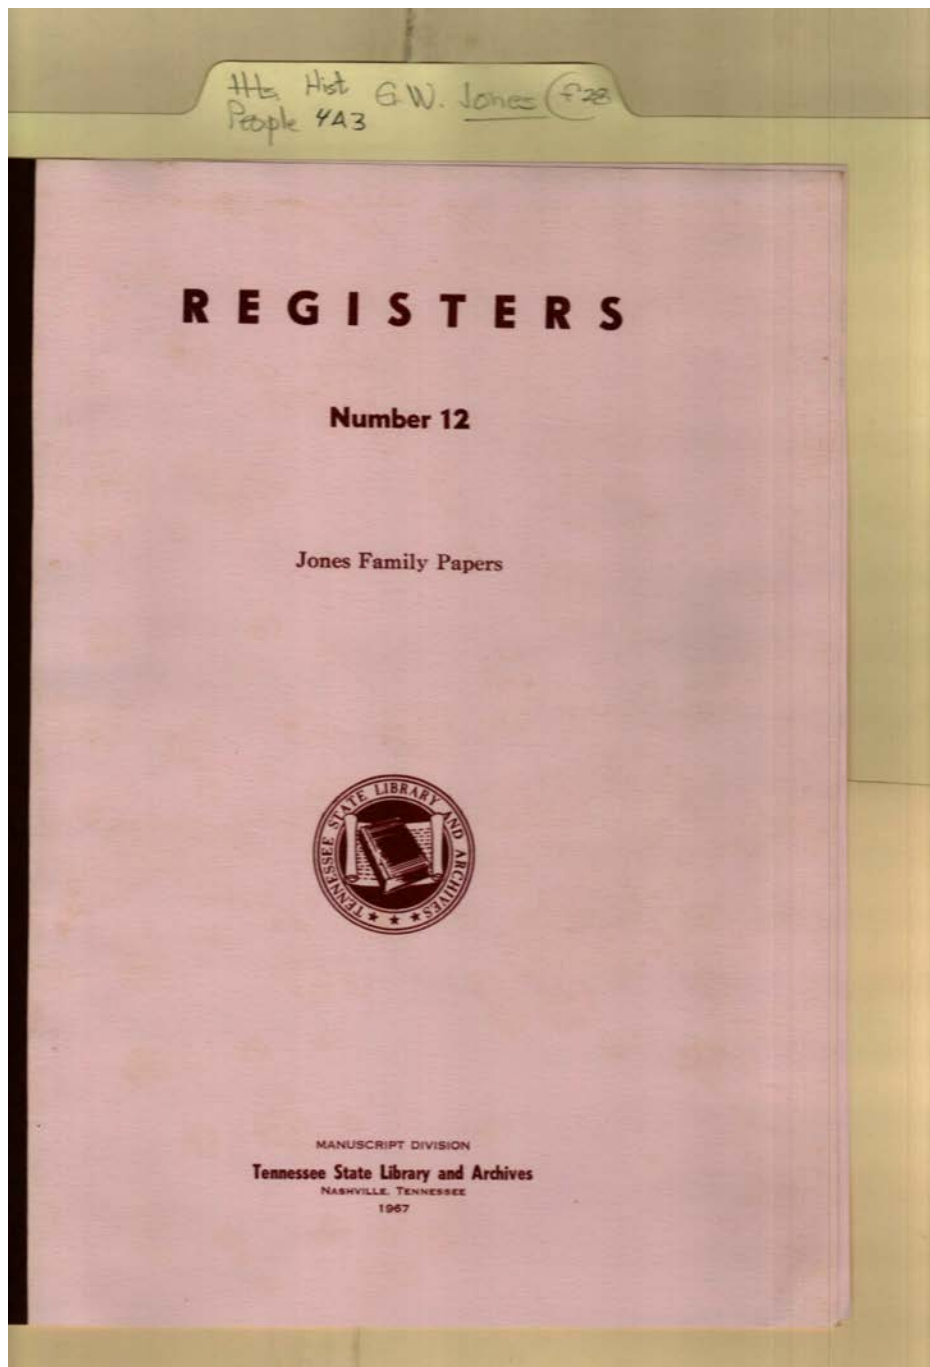 Hts. Hist G.W. Jones f28
People 4A3
REGISTERS
Number 12
Jones Family Papers
TENNESSEE STATE LIBRARY AND ARCHIVES
MANUSCRIPT DIVISION
Tennessee State Library and Archives
NASHVILLE, TENNESSEE
1967